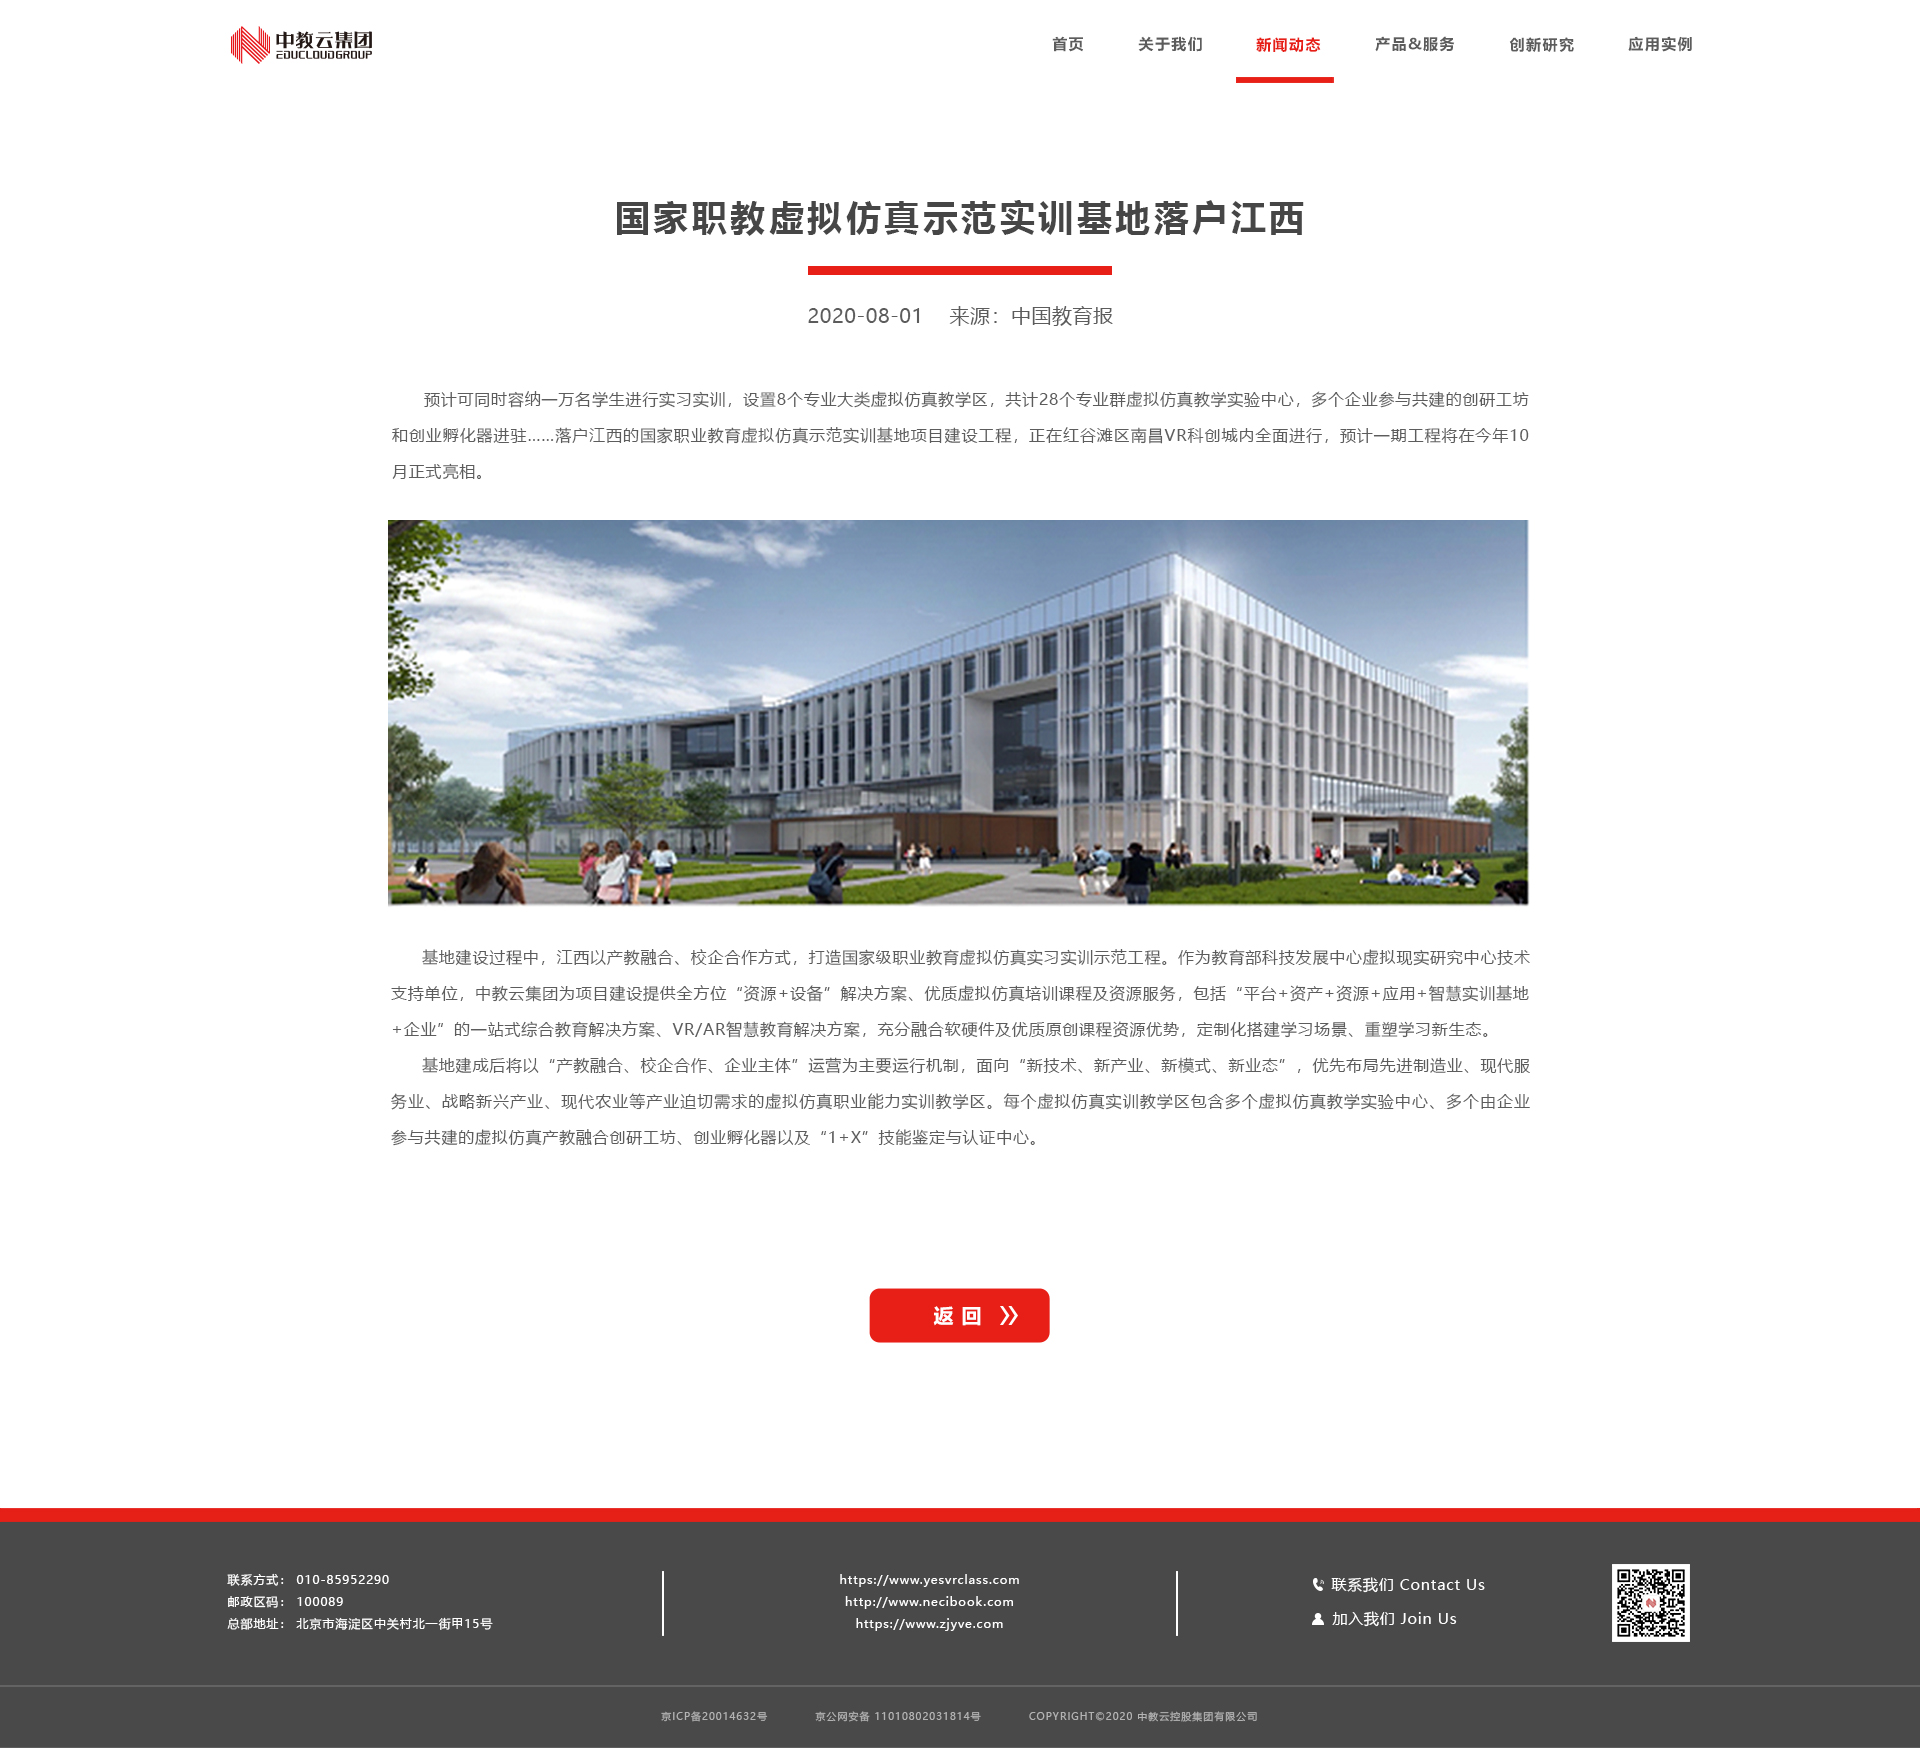 中教云集团
EDUCLOUDGROUP
首页 关于我们 新闻动态 产品&服务 创新研究 应用实例
国家职教虚拟仿真示范实训基地落户江西
2020-08-01 来源：中国教育报
预计可同时容纳一万名学生进行实习实训，设置8个专业大类虚拟仿真教学区，共计28个专业群虚拟仿真教学实验中心，多个企业参与共建的创研工坊
和创业孵化器进驻……落户江西的国家职业教育虚拟仿真示范实训基地项目建设工程，正在红谷滩区南昌VR科创城内全面进行，预计一期工程将在今年10
月正式亮相。
基地建设过程中，江西以产教融合、校企合作方式，打造国家级职业教育虚拟仿真实习实训示范工程。作为教育部科技发展中心虚拟现实研究中心技术
支持单位，中教云集团为项目建设提供全方位“资源+设备”解决方案、优质虚拟仿真培训课程及资源服务，包括“平台+资产+资源+应用+智慧实训基地
+企业”的一站式综合教育解决方案、VR/AR智慧教育解决方案，充分融合软硬件及优质原创课程资源优势，定制化搭建学习场景、重塑学习新生态。
基地建成后将以“产教融合、校企合作、企业主体”运营为主要运行机制，面向“新技术、新产业、新模式、新业态”，优先布局先进制造业、现代服
务业、战略新兴产业、现代农业等产业迫切需求的虚拟仿真职业能力实训教学区。每个虚拟仿真实训教学区包含多个虚拟仿真教学实验中心、多个由企业
参与共建的虚拟仿真产教融合创研工坊、创业孵化器以及“1+X”技能鉴定与认证中心。
返回
联系方式： 010-85952290
邮政区码： 100089
总部地址： 北京市海淀区中关村北一街甲15号
https://www.yesvrclass.com
http://www.necibook.com
https://www.zjyve.com
联系我们 Contact Us
加入我们 Join Us
京ICP备20014632号 京公网安备 11010802031814号 COPYRIGHT©2020 中教云控股集团有限公司